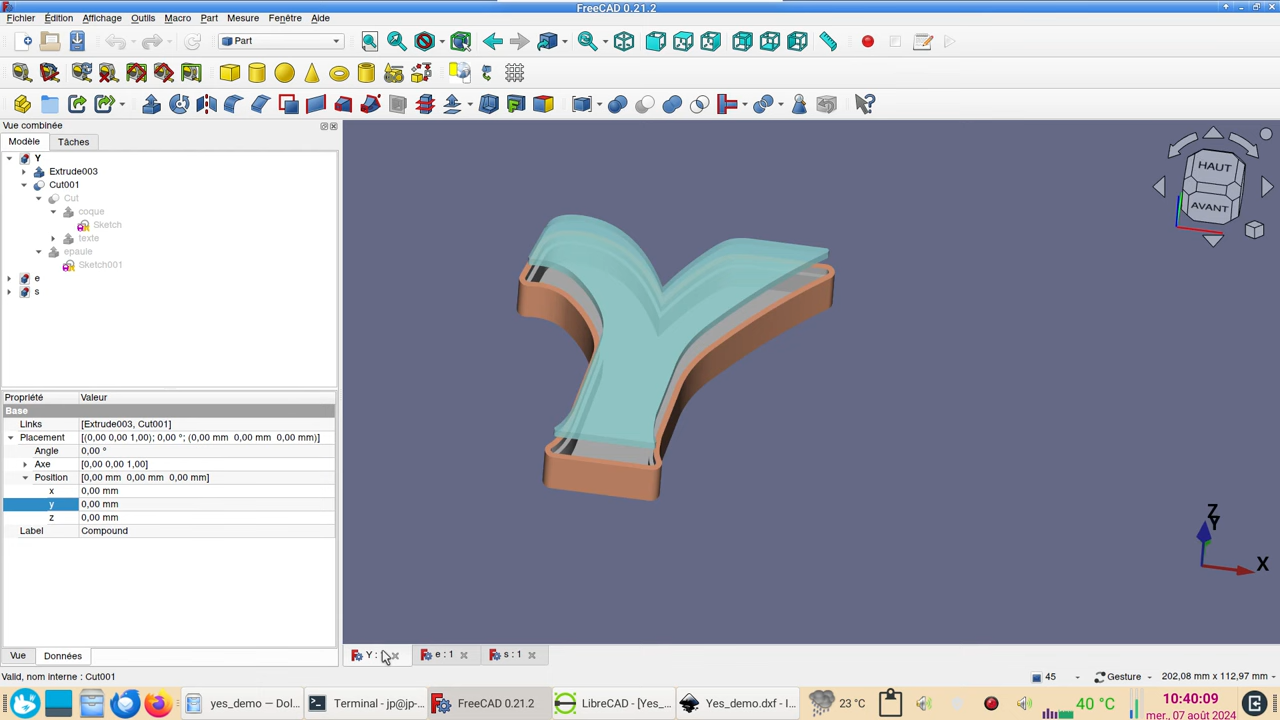 FreeCAD 0.21.2
Fichier Édition Affichage Outils Macro Part Mesure Fenêtre Aide
Part
Vue combinée
Modèle Tâches
Y
Extrude003
Cut001
Cut
coque
Sketch
texte
epaule
Sketch001
e
s
HAUT
AVANT
Propriété Valeur
Base
Links [Extrude003, Cut001]
Placement [(0,00 0,00 1,00); 0,00 °; (0,00 mm 0,00 mm 0,00 mm)]
Angle 0,00 °
Axe [0,00 0,00 1,00]
Position [0,00 mm 0,00 mm 0,00 mm]
x 0,00 mm
y 0,00 mm
z 0,00 mm
Label Compound
Z
Y
X
Vue Données
Y : e : 1 s : 1
Valid, nom interne : Cut001
45 Gesture 202,08 mm x 112,97 mm
yes_demo — Dol...
Terminal - jp@jp-...
FreeCAD 0.21.2
LibreCAD - [Yes_...
Yes_demo.dxf - I...
23 °C
40 °C
10:40:09
mer., 07 août 2024